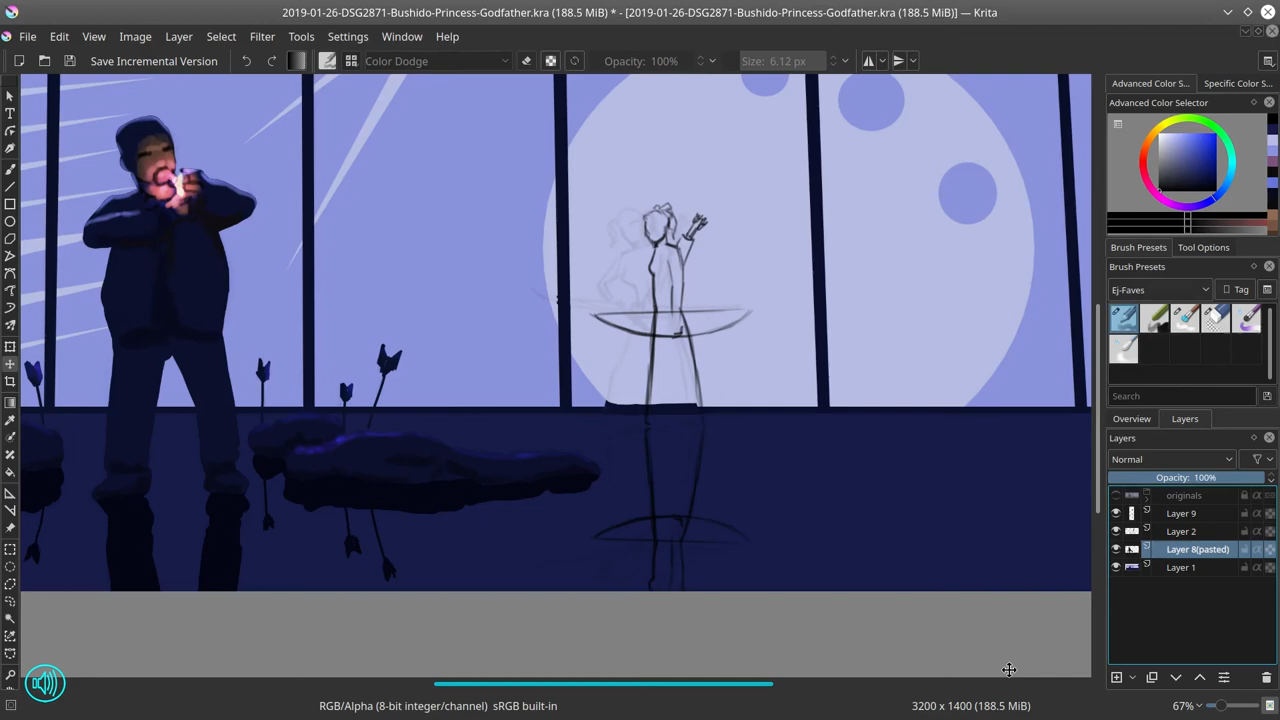 2019-01-26-DSG2871-Bushido-Princess-Godfather.kra (188.5 MiB) * - [2019-01-26-DSG2871-Bushido-Princess-Godfather.kra (188.5 MiB)] — Krita
File Edit View Image Layer Select Filter Tools Settings Window Help
Save Incremental Version Color Dodge Opacity: 100% Size: 6.12 px
Advanced Color S... Specific Color S...
Advanced Color Selector
Brush Presets Tool Options
Brush Presets
Ej-Faves Tag
Search
Overview Layers
Layers
Normal
Opacity: 100%
originals
Layer 9
Layer 2
Layer 8(pasted)
Layer 1
RGB/Alpha (8-bit integer/channel) sRGB built-in 3200 x 1400 (188.5 MiB) 67%